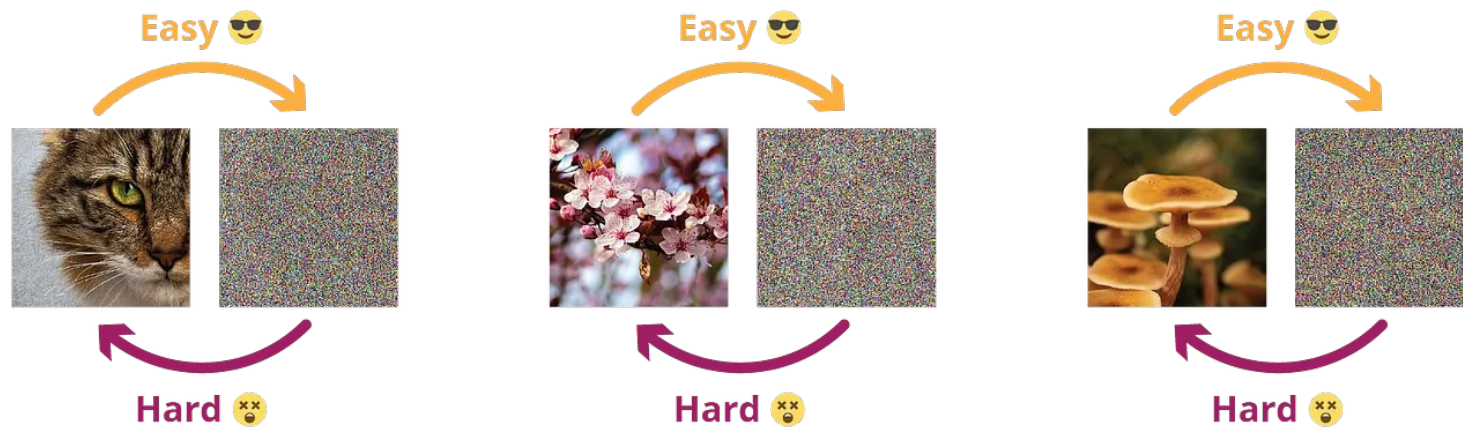 Easy 😎 Easy 😎 Easy 😎
Hard 😵 Hard 😵 Hard 😵